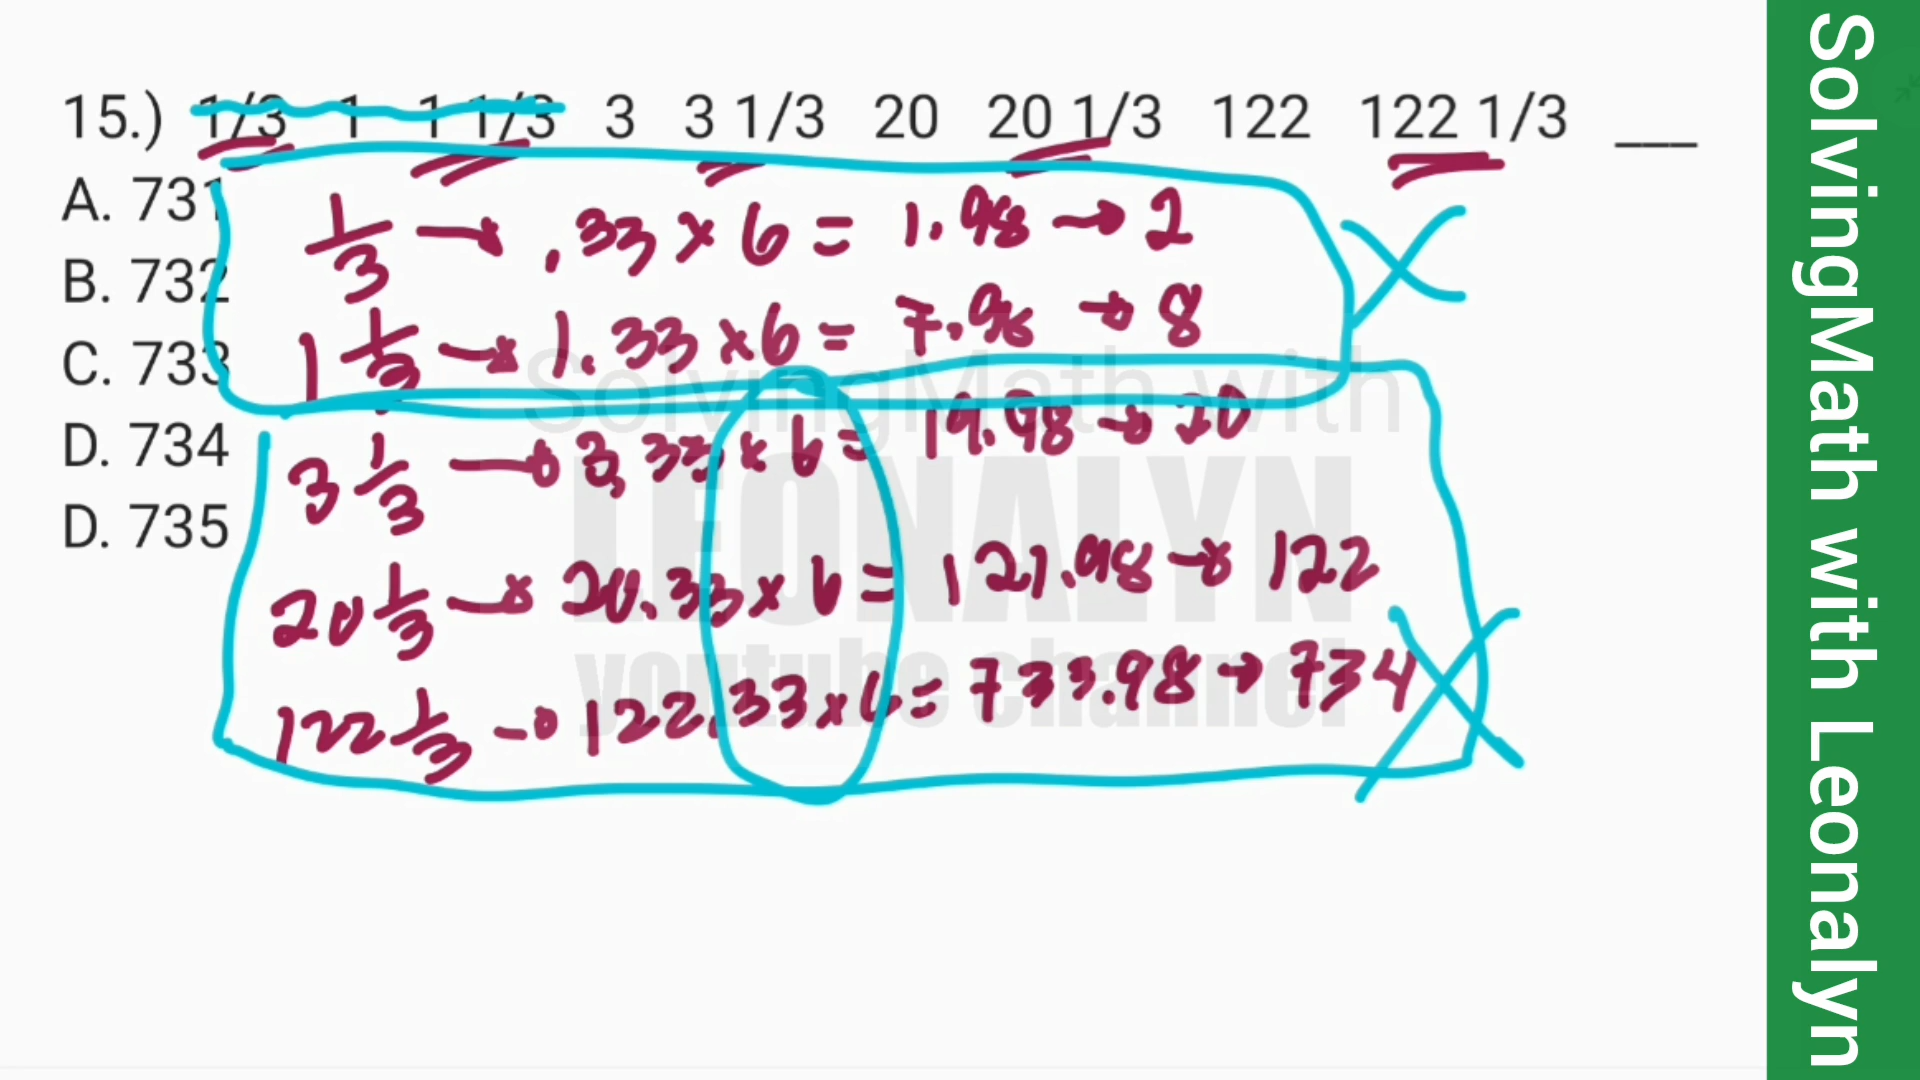 15.) 1/3 1 1 1/3 3 3 1/3 20 20 1/3 122 122 1/3 ___
A. 731
B. 732
C. 733
D. 734
D. 735
1/3 → .33 x 6 = 1.98 → 2
1 1/3 → 1.33 x 6 = 7.98 → 8
3 1/3 → 3.33 x 6 = 19.98 → 20
20 1/3 → 20.33 x 6 = 121.98 → 122
122 1/3 → 122.33 x 6 = 733.98 → 734
SolvingMath with
LEONALYN
youtube channel
SolvingMath with Leonalyn